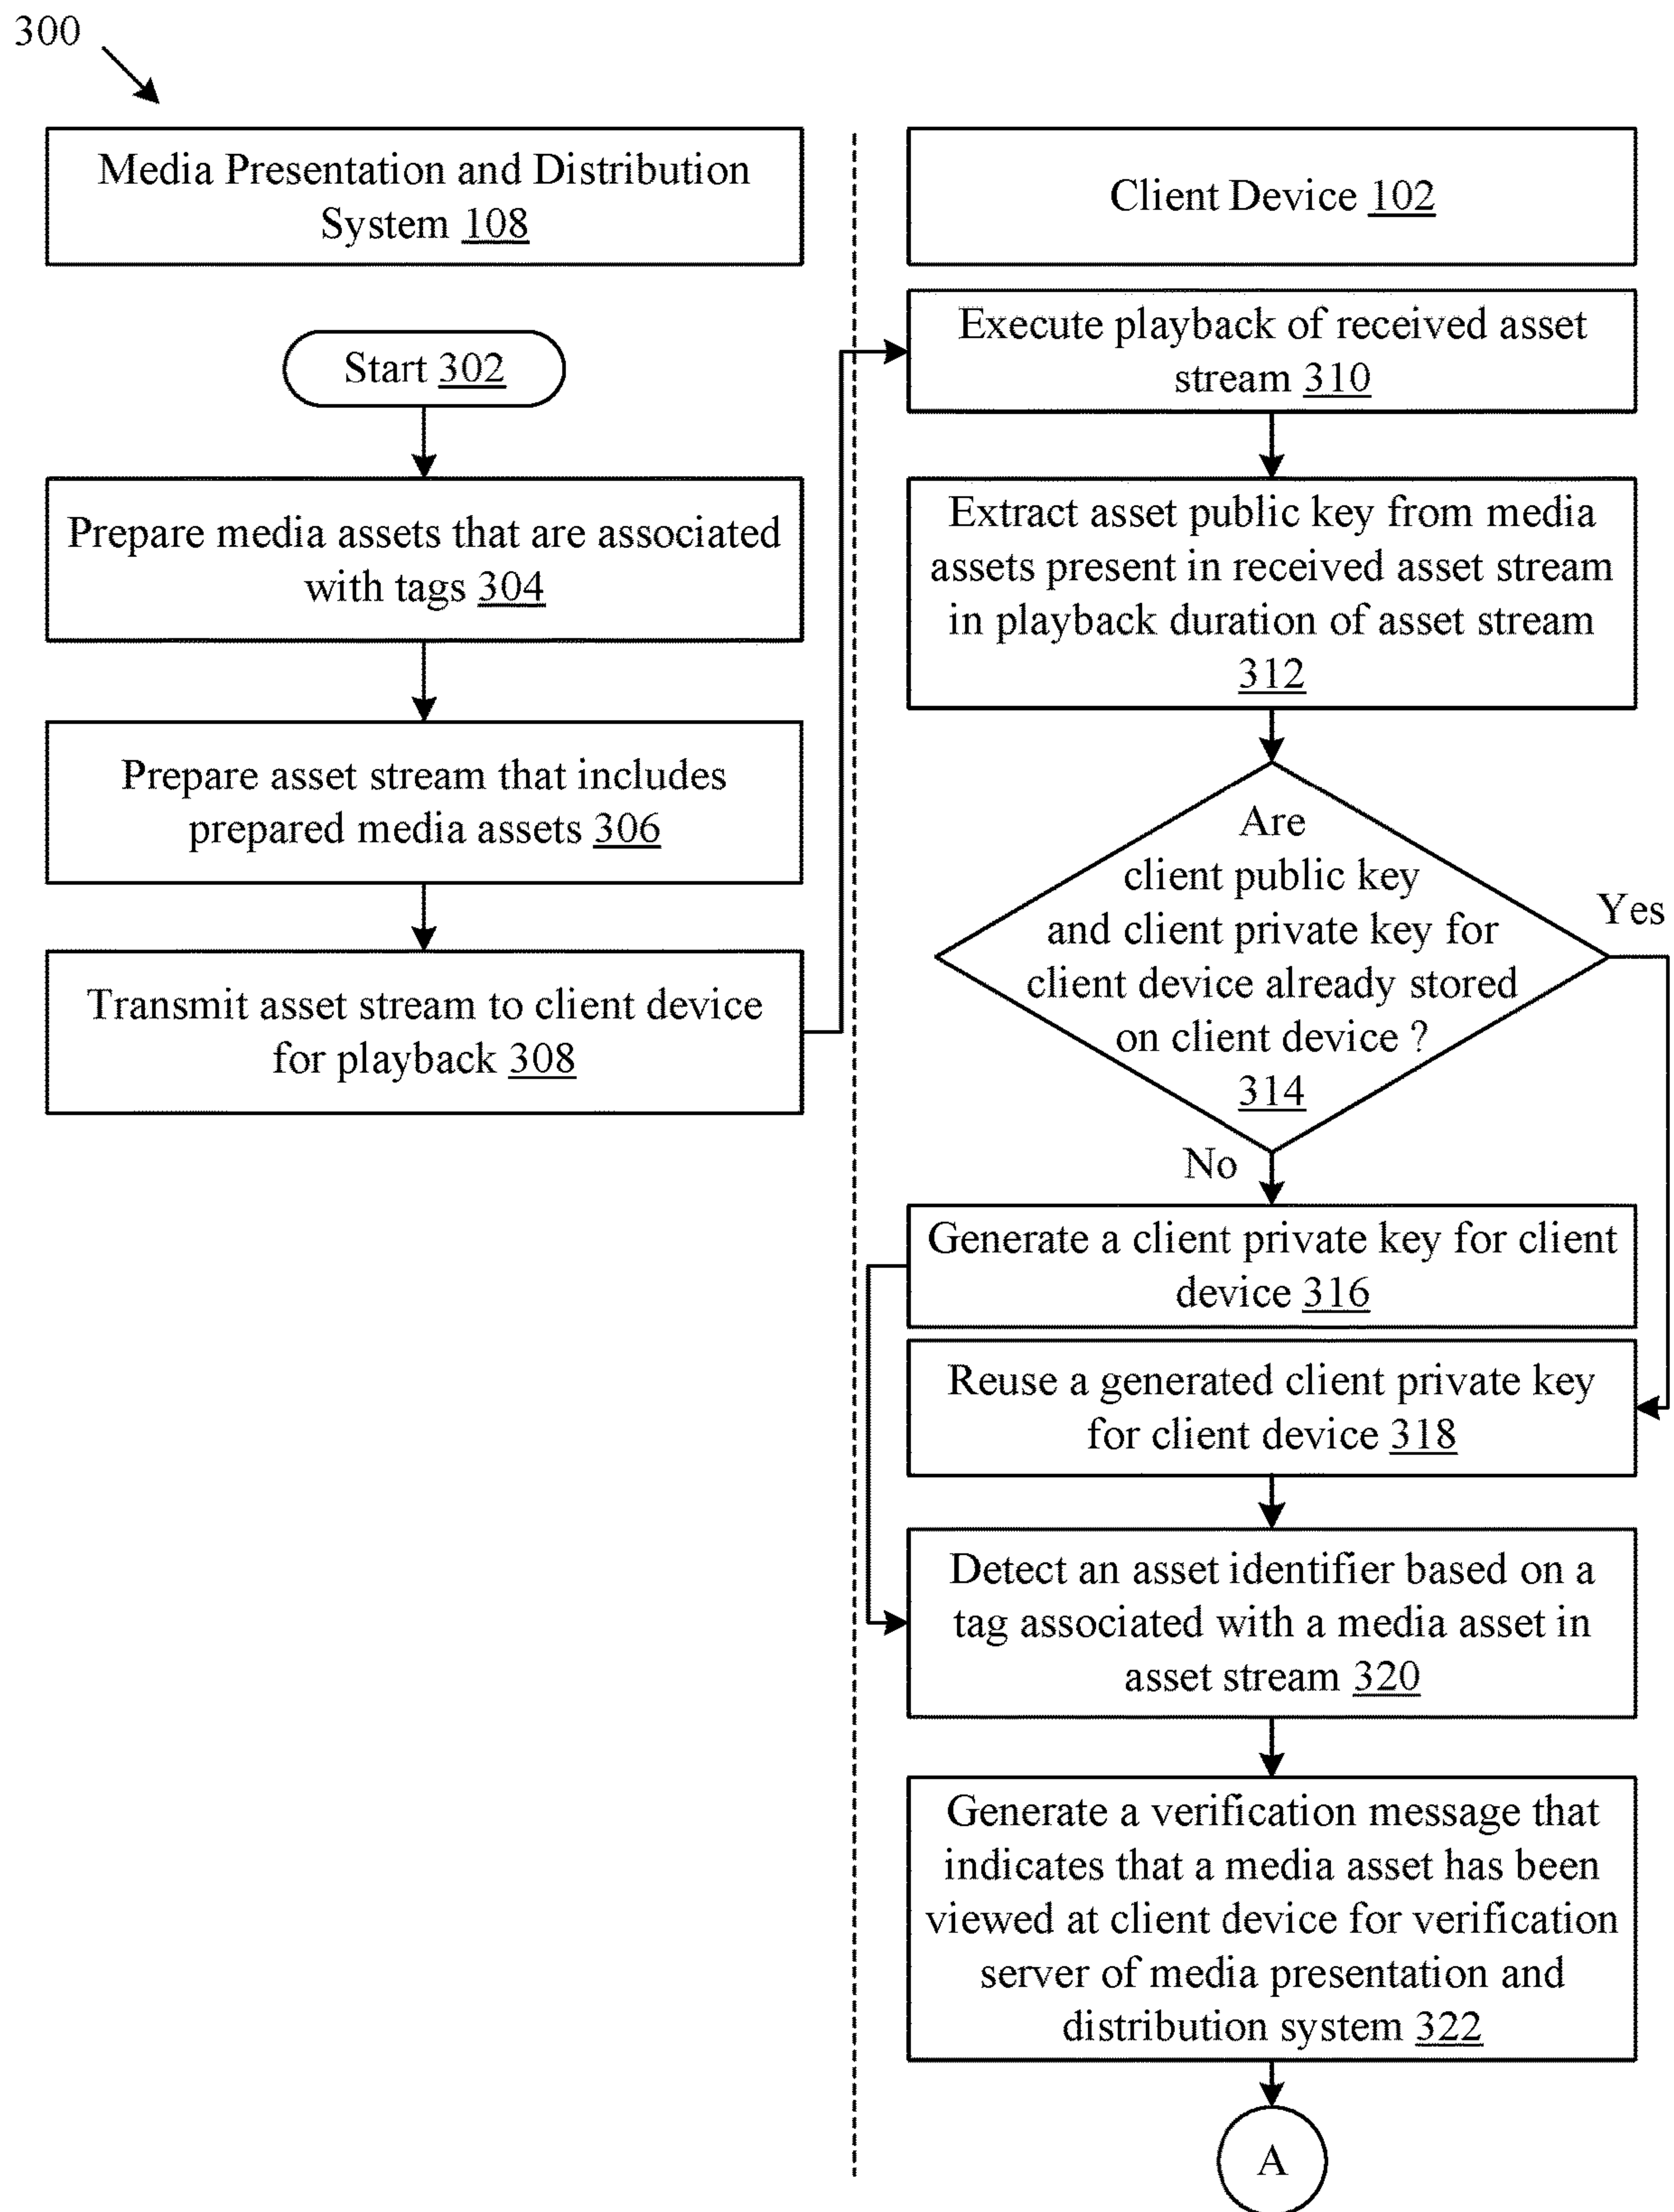 300
Media Presentation and Distribution
System 108
Start 302
Prepare media assets that are associated
with tags 304
Prepare asset stream that includes
prepared media assets 306
Transmit asset stream to client device
for playback 308
Client Device 102
Execute playback of received asset
stream 310
Extract asset public key from media
assets present in received asset stream
in playback duration of asset stream
312
Are
client public key
and client private key for
client device already stored
on client device ?
314
Yes
No
Generate a client private key for client
device 316
Reuse a generated client private key
for client device 318
Detect an asset identifier based on a
tag associated with a media asset in
asset stream 320
Generate a verification message that
indicates that a media asset has been
viewed at client device for verification
server of media presentation and
distribution system 322
A